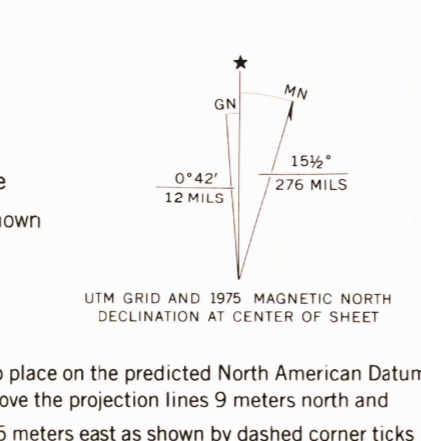 ★
GN
MN
0°42′
12 MILS
15½°
276 MILS
UTM GRID AND 1975 MAGNETIC NORTH
DECLINATION AT CENTER OF SHEET
place on the predicted North American Datum
the projection lines 9 meters north and
meters east as shown by dashed corner ticks